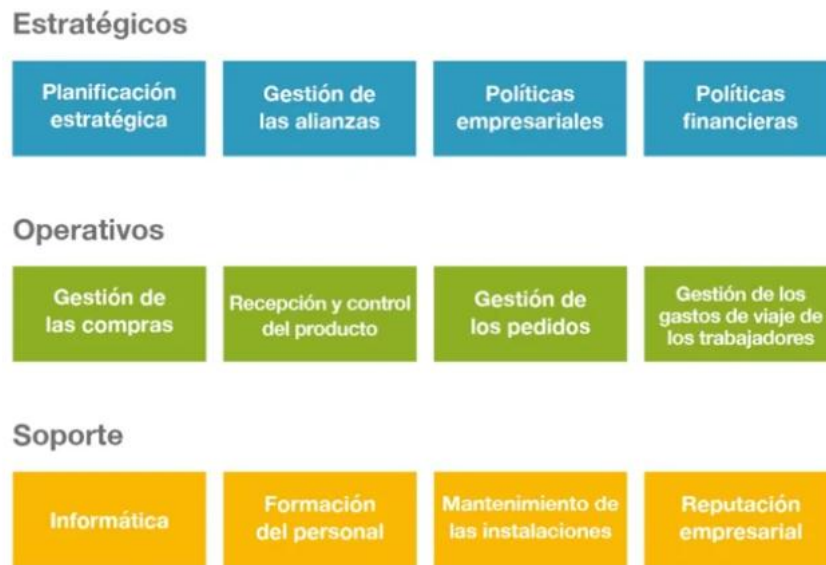 Estratégicos
Planificación
estratégica
Gestión de
las alianzas
Políticas
empresariales
Políticas
financieras
Operativos
Gestión de
las compras
Recepción y control
del producto
Gestión de
los pedidos
Gestión de los
gastos de viaje de
los trabajadores
Soporte
Informática
Formación
del personal
Mantenimiento de
las instalaciones
Reputación
empresarial